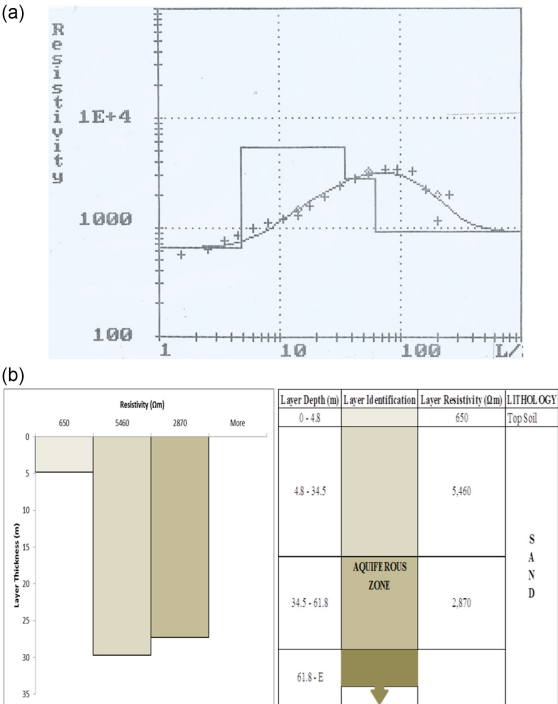 (a)
Resistivity
1E+4
1000
100
1 10 100 L/
(b)
Resistivity (Ωm)
650 5460 2870 More
Layer Thickness (m)
0
5
10
15
20
25
30
35
Layer Depth (m) Layer Identification Layer Resistivity (Ωm) LITHOLOGY
0 - 4.8 650 Top Soil
4.8 - 34.5 5,460
AQUIFEROUS
ZONE
34.5 - 61.8 2,870
61.8 - E
SAND